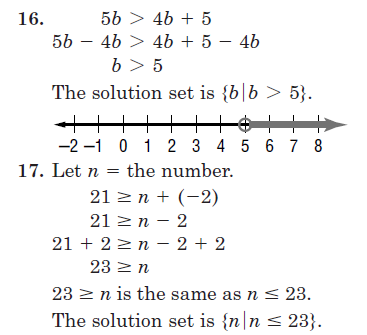 16. 5b > 4b + 5
5b − 4b > 4b + 5 − 4b
b > 5
The solution set is {b|b > 5}.
−2 −1 0 1 2 3 4 5 6 7 8
17. Let n = the number.
21 ≥ n + (−2)
21 ≥ n − 2
21 + 2 ≥ n − 2 + 2
23 ≥ n
23 ≥ n is the same as n ≤ 23.
The solution set is {n|n ≤ 23}.